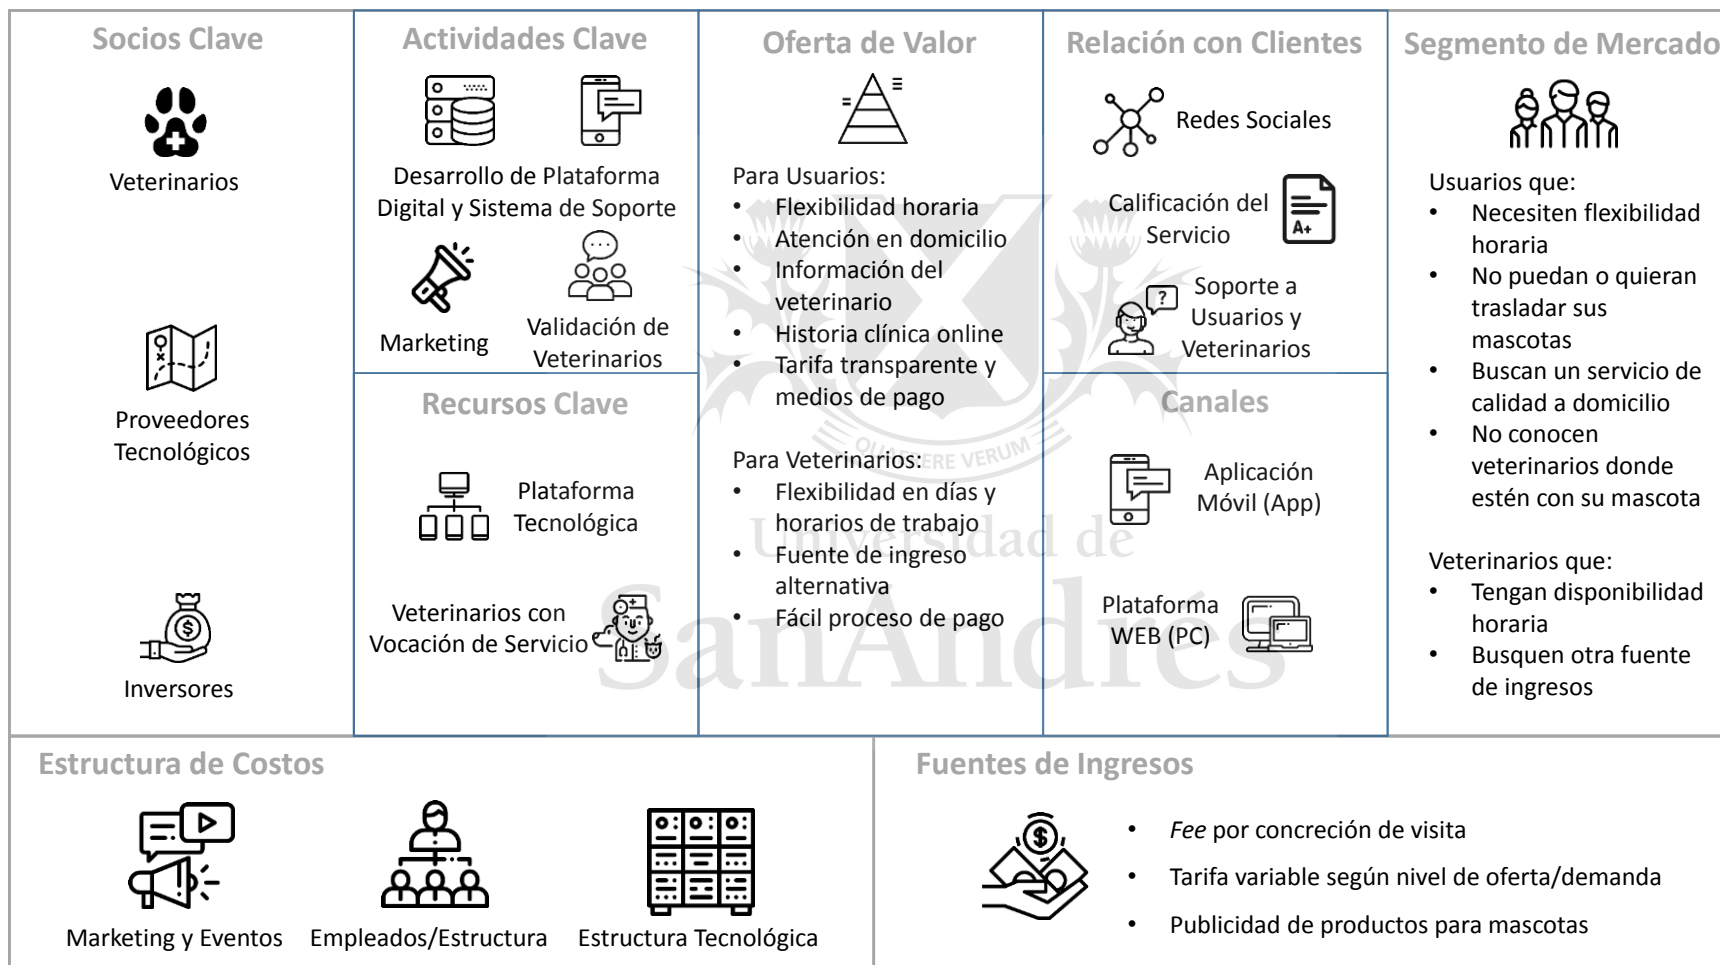 Socios Clave
Veterinarios
Proveedores
Tecnológicos
Inversores
Actividades Clave
Desarrollo de Plataforma
Digital y Sistema de Soporte
Marketing
Validación de
Veterinarios
Recursos Clave
Plataforma
Tecnológica
Veterinarios con
Vocación de Servicio
Oferta de Valor
Para Usuarios:
• Flexibilidad horaria
• Atención en domicilio
• Información del
veterinario
• Historia clínica online
• Tarifa transparente y
medios de pago
Para Veterinarios:
• Flexibilidad en días y
horarios de trabajo
• Fuente de ingreso
alternativa
• Fácil proceso de pago
Relación con Clientes
Redes Sociales
Calificación del
Servicio
A+
?
Soporte a
Usuarios y
Veterinarios
Canales
Aplicación
Móvil (App)
Plataforma
WEB (PC)
Segmento de Mercado
Usuarios que:
• Necesiten flexibilidad
horaria
• No puedan o quieran
trasladar sus
mascotas
• Buscan un servicio de
calidad a domicilio
• No conocen
veterinarios donde
estén con su mascota
Veterinarios que:
• Tengan disponibilidad
horaria
• Busquen otra fuente
de ingresos
Estructura de Costos
Marketing y Eventos
Empleados/Estructura
Estructura Tecnológica
Fuentes de Ingresos
$
• Fee por concreción de visita
• Tarifa variable según nivel de oferta/demanda
• Publicidad de productos para mascotas
QUAERERE VERUM
Universidad de
SanAndrés